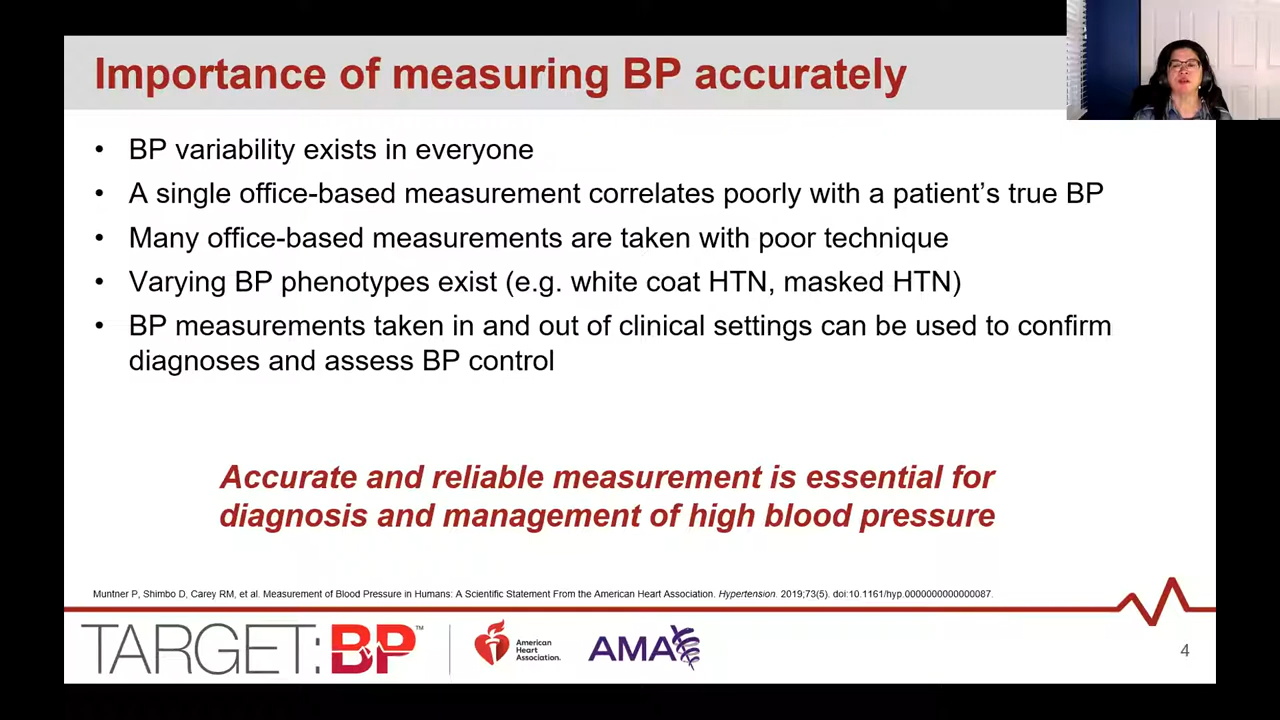 Importance of measuring BP accurately
• BP variability exists in everyone
• A single office-based measurement correlates poorly with a patient’s true BP
• Many office-based measurements are taken with poor technique
• Varying BP phenotypes exist (e.g. white coat HTN, masked HTN)
• BP measurements taken in and out of clinical settings can be used to confirm
diagnoses and assess BP control
Accurate and reliable measurement is essential for
diagnosis and management of high blood pressure
Muntner P, Shimbo D, Carey RM, et al. Measurement of Blood Pressure in Humans: A Scientific Statement From the American Heart Association. Hypertension. 2019;73(5). doi:10.1161/hyp.0000000000000087.
TARGET:BP™
American
Heart
Association.
AMA
4